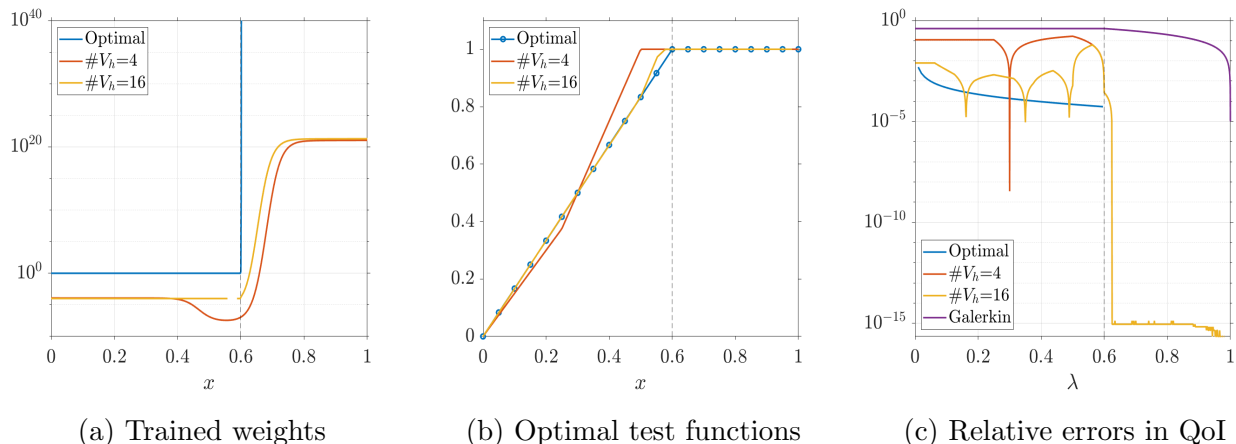 10^40
10^30
10^20
10^10
10^0
Optimal
#V_h=4
#V_h=16
0 0.2 0.4 0.6 0.8 1
x
(a) Trained weights
1
0.8
0.6
0.4
0.2
0
Optimal
#V_h=4
#V_h=16
0 0.2 0.4 0.6 0.8 1
x
(b) Optimal test functions
10^0
10^-5
10^-10
10^-15
Optimal
#V_h=4
#V_h=16
Galerkin
0 0.2 0.4 0.6 0.8 1
λ
(c) Relative errors in QoI